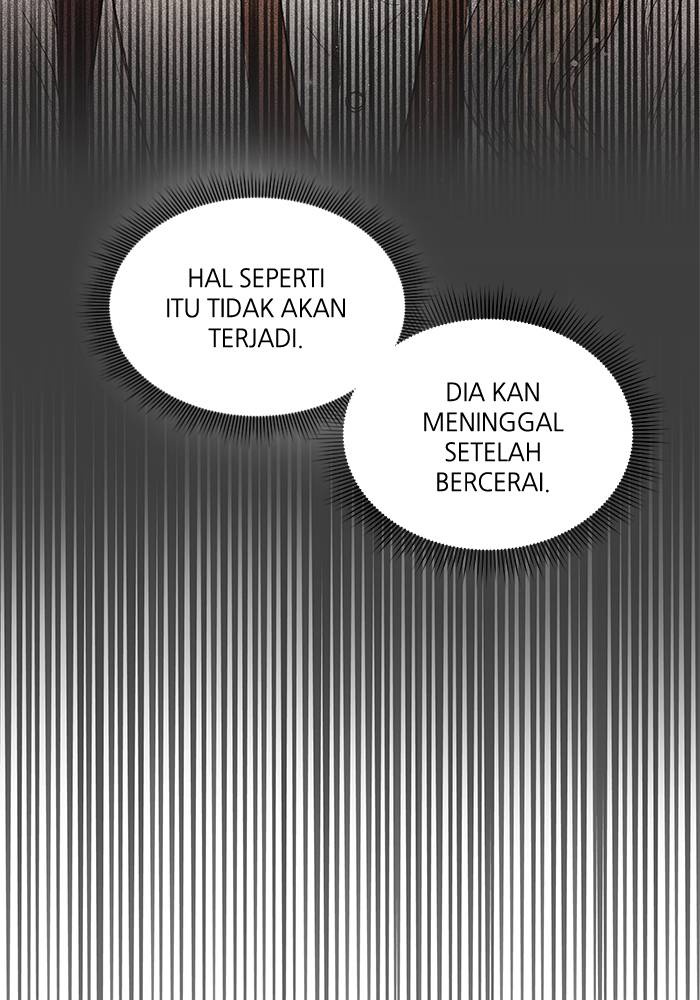 HAL SEPERTI
ITU TIDAK AKAN
TERJADI.
DIA KAN
MENINGGAL
SETELAH
BERCERAI.